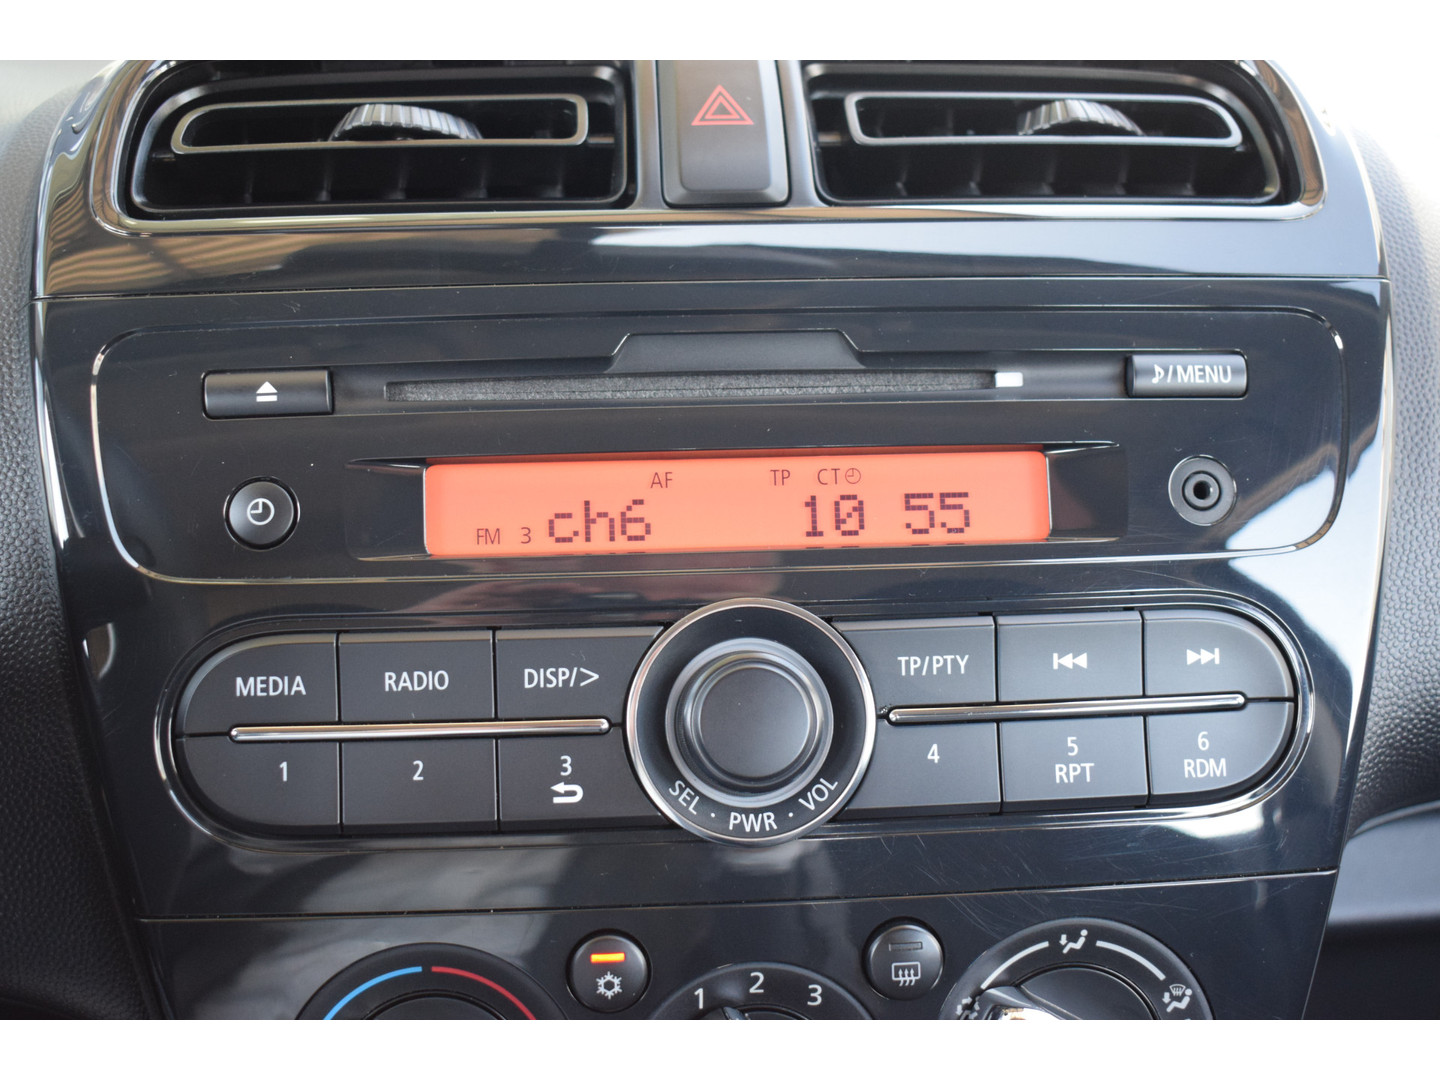 ♪/MENU
AF TP CT
FM 3 ch6 10 55
MEDIA RADIO DISP/> TP/PTY
1 2 3 4 5 6
RPT RDM
SEL · PWR · VOL
1 2 3